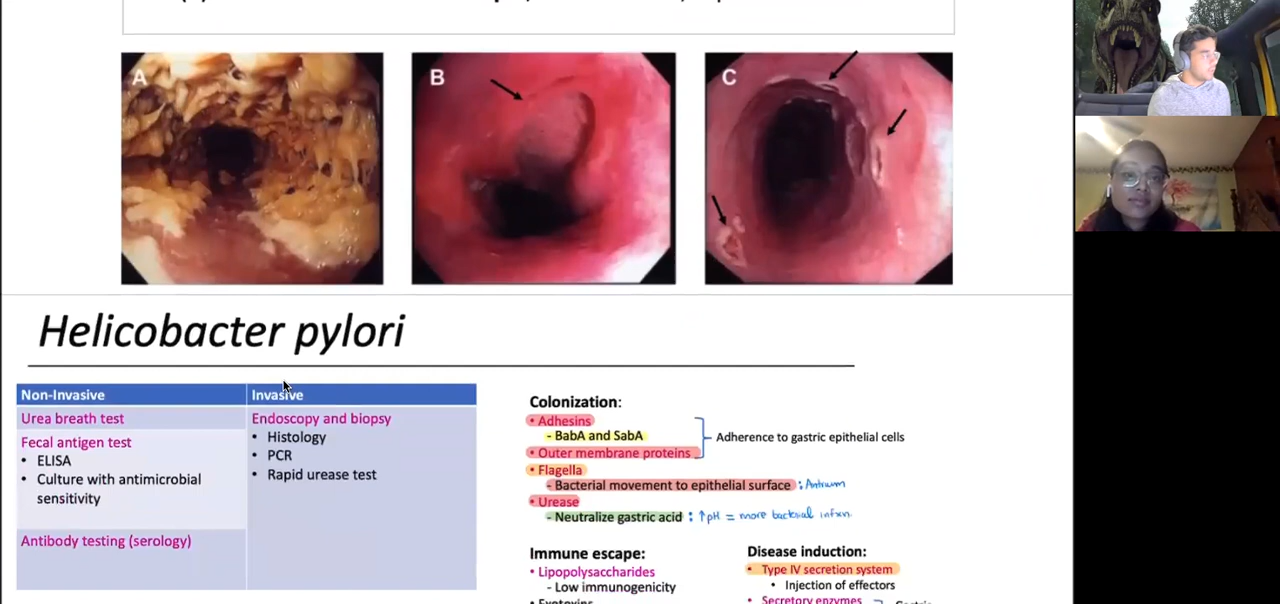 A
B
C
Helicobacter pylori
Non-Invasive
Invasive
Urea breath test
Fecal antigen test
• ELISA
• Culture with antimicrobial
sensitivity
Antibody testing (serology)
Endoscopy and biopsy
• Histology
• PCR
• Rapid urease test
Colonization:
• Adhesins
- BabA and SabA
• Outer membrane proteins
Adherence to gastric epithelial cells
• Flagella
- Bacterial movement to epithelial surface : Antrum
• Urease
- Neutralize gastric acid : ↑pH = more bacterial infxn.
Immune escape:
• Lipopolysaccharides
- Low immunogenicity
• Exotoxins
Disease induction:
• Type IV secretion system
• Injection of effectors
• Secretory enzymes
Gastric